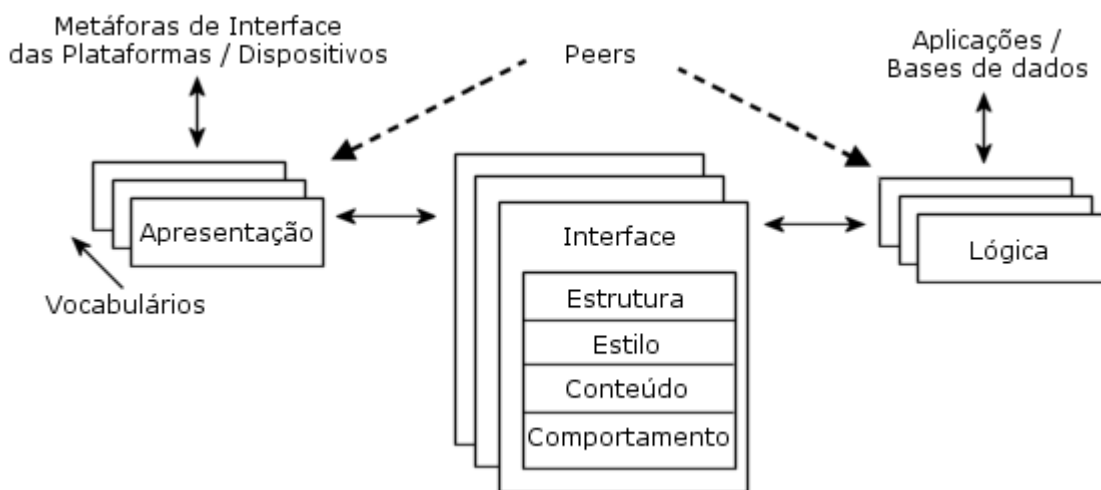 Metáforas de Interface
das Plataformas / Dispositivos
Peers
Aplicações /
Bases de dados
Apresentação
Vocabulários
Interface
Estrutura
Estilo
Conteúdo
Comportamento
Lógica